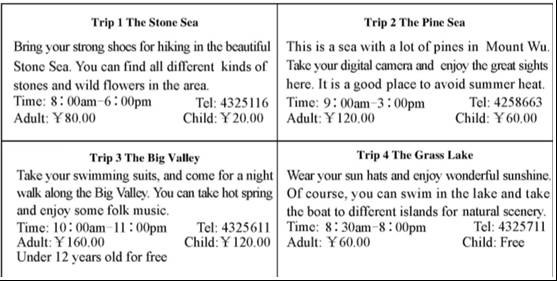 Trip 1 The Stone Sea
Bring your strong shoes for hiking in the beautiful
Stone Sea. You can find all different kinds of
stones and wild flowers in the area.
Time: 8：00am-6：00pm Tel: 4325116
Adult: ￥80.00 Child: ￥20.00
Trip 2 The Pine Sea
This is a sea with a lot of pines in Mount Wu.
Take your digital camera and enjoy the great sights
here. It is a good place to avoid summer heat.
Time: 9：00am-3：00pm Tel: 4258663
Adult: ￥120.00 Child: ￥60.00
Trip 3 The Big Valley
Take your swimming suits, and come for a night
walk along the Big Valley. You can take hot spring
and enjoy some folk music.
Time: 10：00am-11：00pm Tel: 4325611
Adult: ￥160.00 Child: ￥120.00
Under 12 years old for free
Trip 4 The Grass Lake
Wear your sun hats and enjoy wonderful sunshine.
Of course, you can swim in the lake and take
the boat to different islands for natural scenery.
Time: 8：30am-8：00pm Tel: 4325711
Adult: ￥60.00 Child: Free